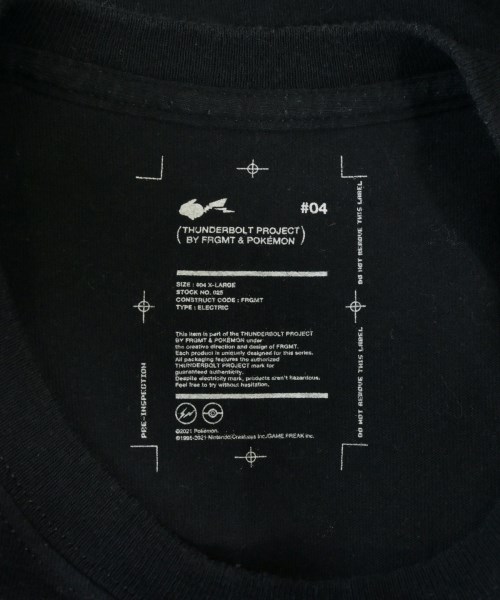 #04
(THUNDERBOLT PROJECT
BY FRGMT & POKÉMON)
SIZE : #04 X-LARGE
STOCK NO. 025
CONSTRUCT CODE : FRGMT
TYPE : ELECTRIC
This item is part of the THUNDERBOLT PROJECT
BY FRGMT & POKÉMON under
the creative direction and design of FRGMT.
Each product is uniquely designed for this series.
All packaging features the authorized
THUNDERBOLT PROJECT mark for
guaranteed authenticity.
Despite electricity mark, products aren't hazardous.
Feel free to try without hesitation.
©2021 Pokémon.
©1995-2021 Nintendo/Creatures Inc./GAME FREAK inc.
PRE-INSPECTION
DO NOT REMOVE THIS LABEL
DO NOT REMOVE THIS LABEL